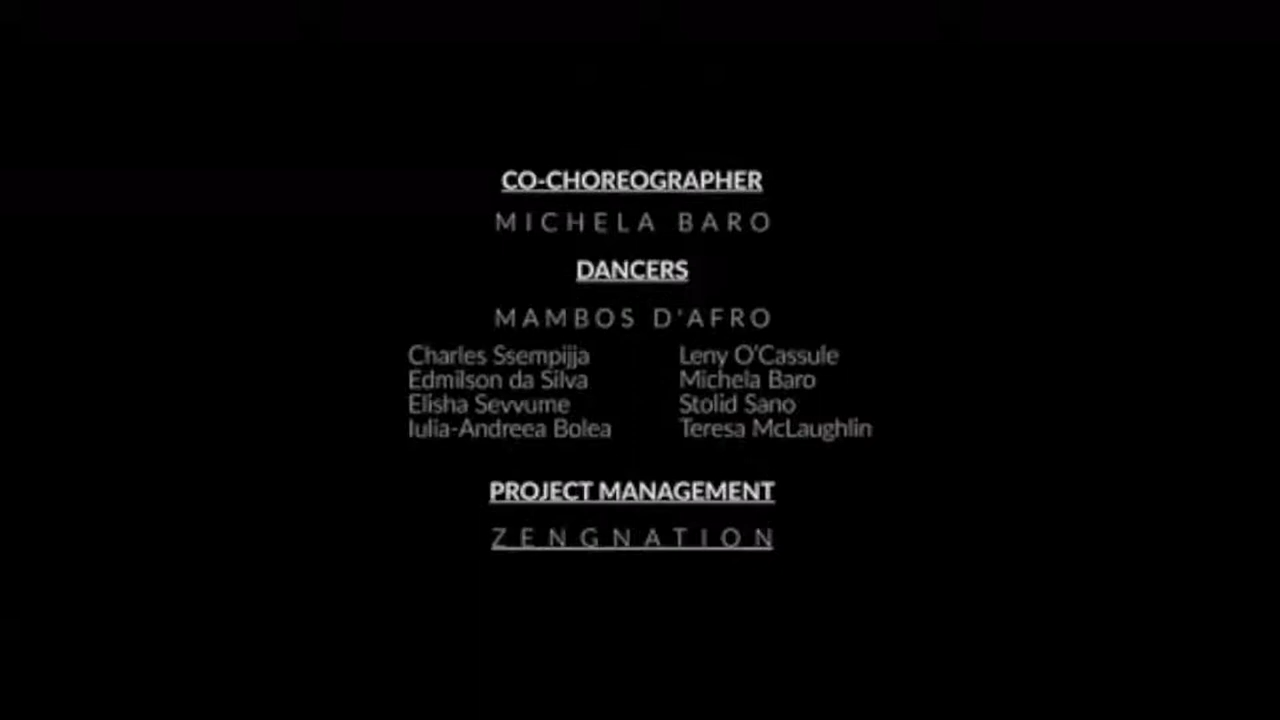 CO-CHOREOGRAPHER
MICHELA BARO
DANCERS
MAMBOS D'AFRO
Charles Ssempijja Leny O'Cassule
Edmilson da Silva Michela Baro
Elisha Sevvume Stolid Sano
Iulia-Andreea Bolea Teresa McLaughlin
PROJECT MANAGEMENT
ZENGNATION